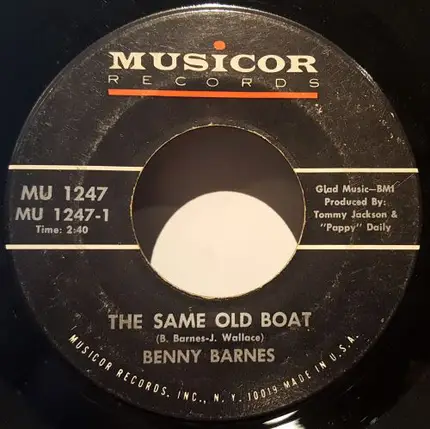 MUSICOR
RECORDS
MU 1247
MU 1247-1
Time: 2:40
Glad Music—BMI
Produced By:
Tommy Jackson &
"Pappy" Daily
THE SAME OLD BOAT
(B. Barnes-J. Wallace)
BENNY BARNES
MUSICOR RECORDS, INC., N. Y. 10019 MADE IN U.S.A.